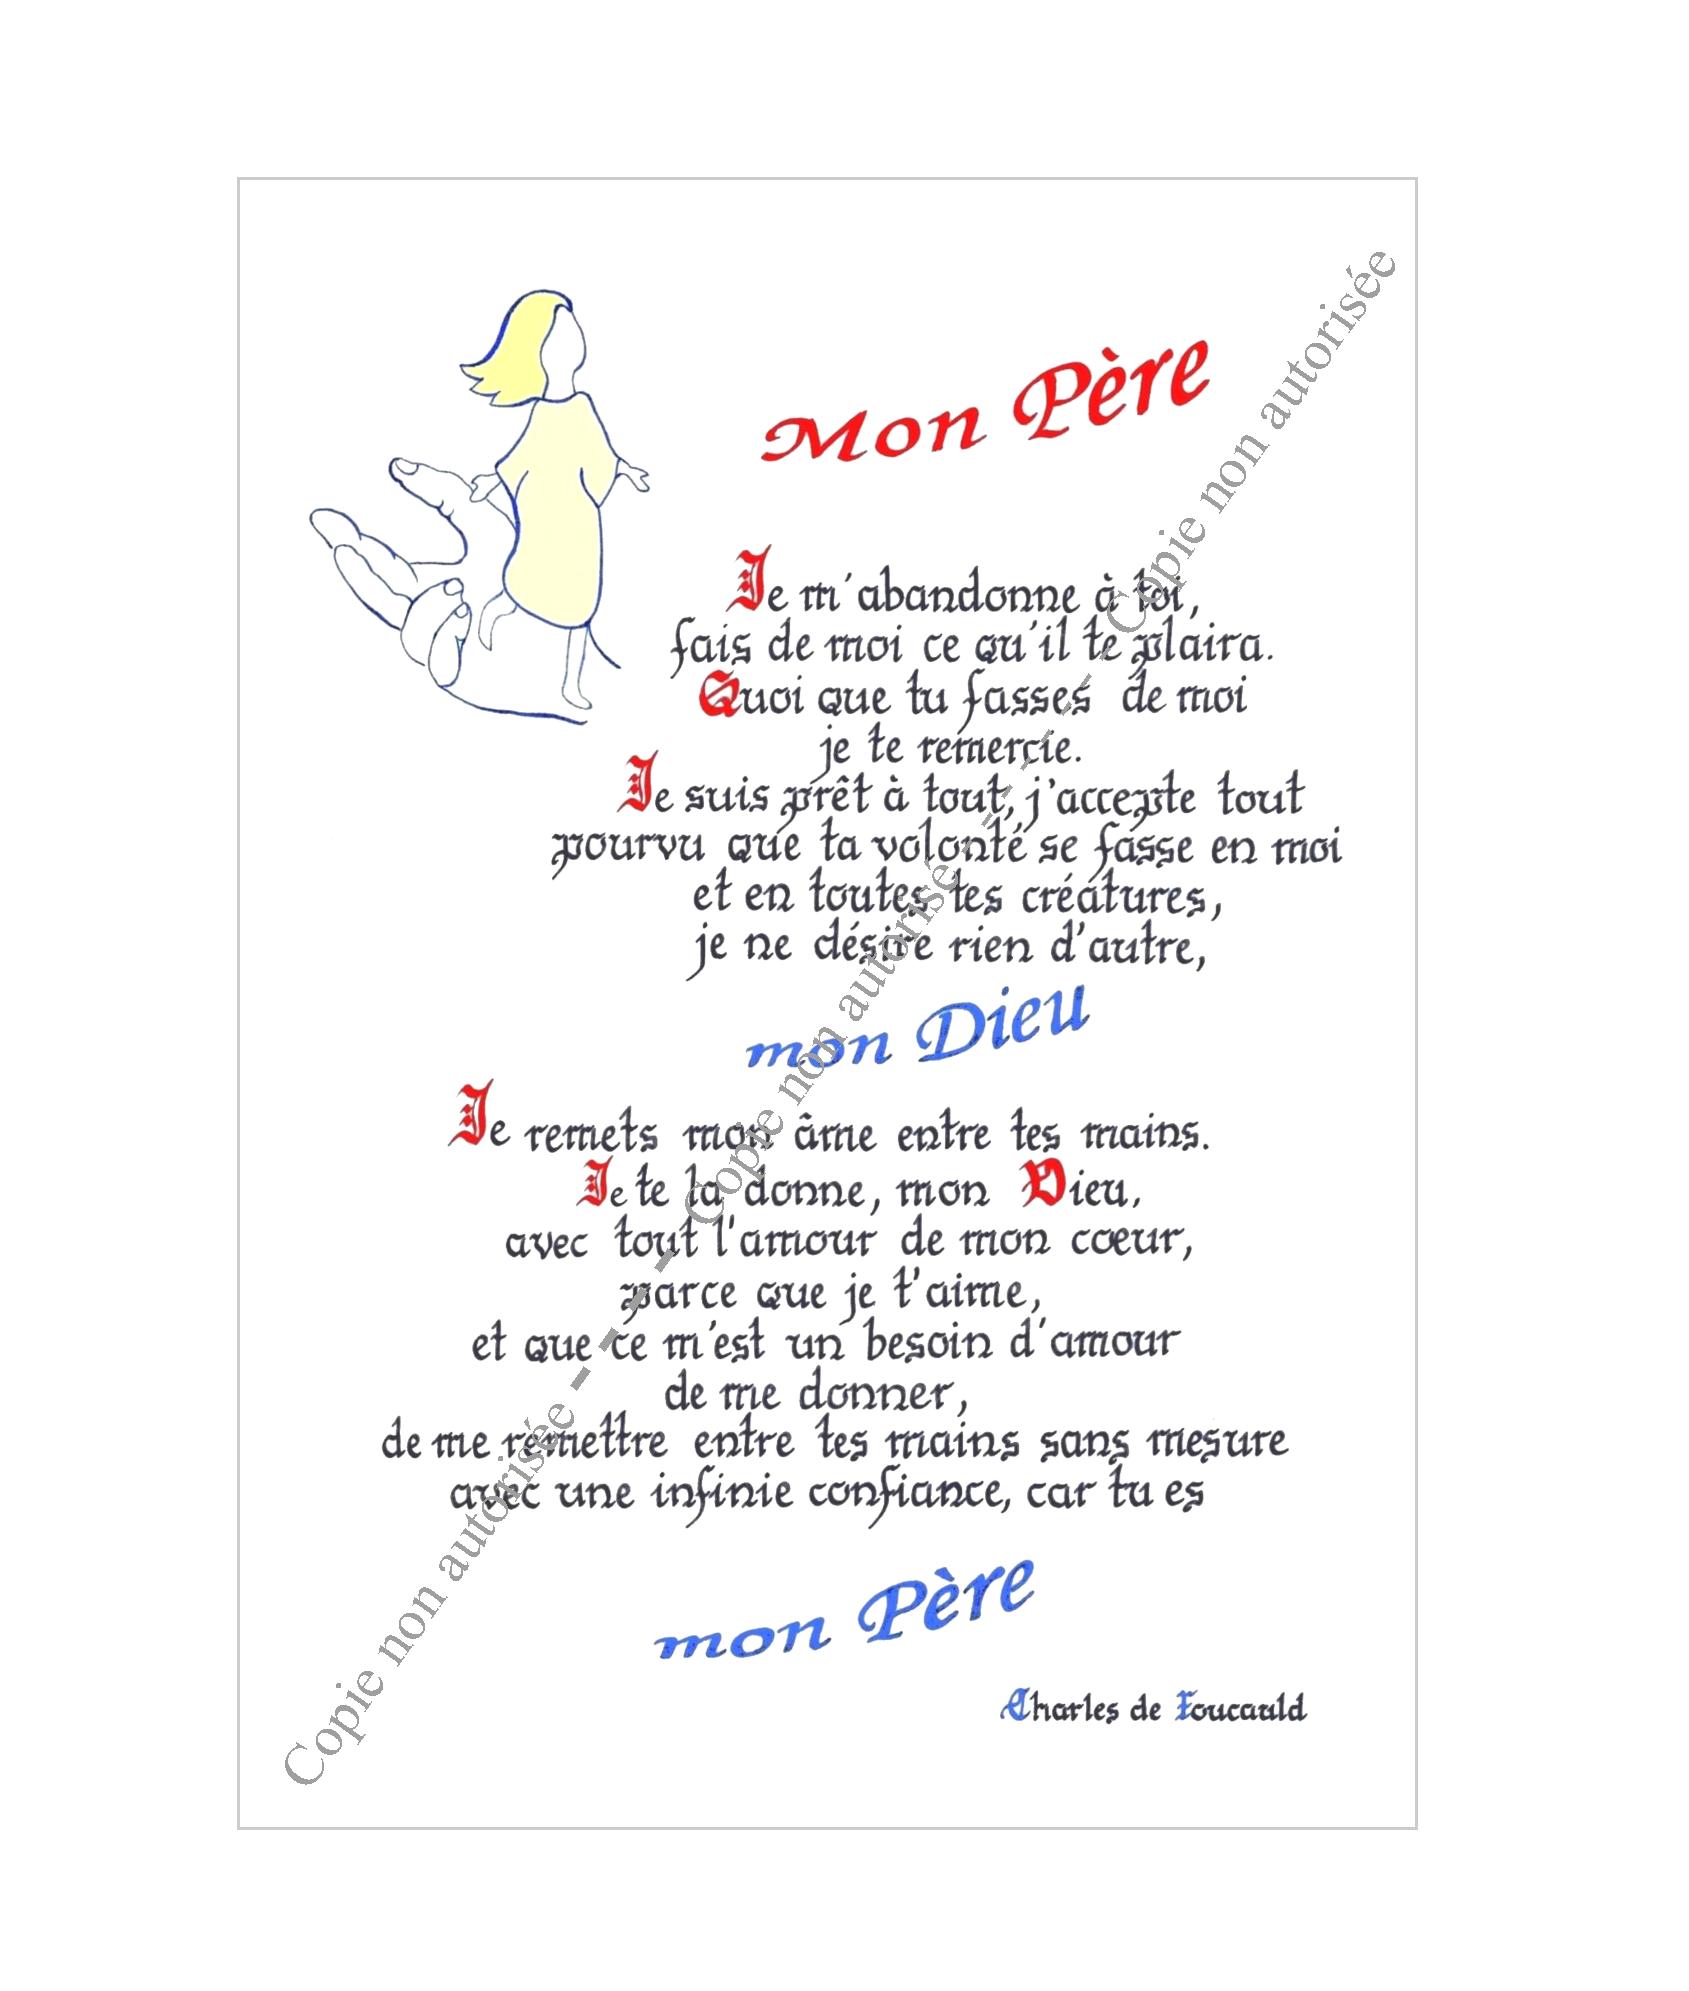 Mon Père
Je m'abandonne à toi,
fais de moi ce qu'il te plaira.
Quoi que tu fasses de moi
je te remercie.
Je suis prêt à tout, j'accepte tout
pourvu que ta volonté se fasse en moi
et en toutes tes créatures,
je ne désire rien d'autre,
mon Dieu
Je remets mon âme entre tes mains.
Je te la donne, mon Dieu,
avec tout l'amour de mon cœur,
parce que je t'aime,
et que ce m'est un besoin d'amour
de me donner,
de me remettre entre tes mains sans mesure
avec une infinie confiance, car tu es
mon Père
Charles de Foucauld
Copie non autorisée - - - Copie non autorisée - - - Copie non autorisée